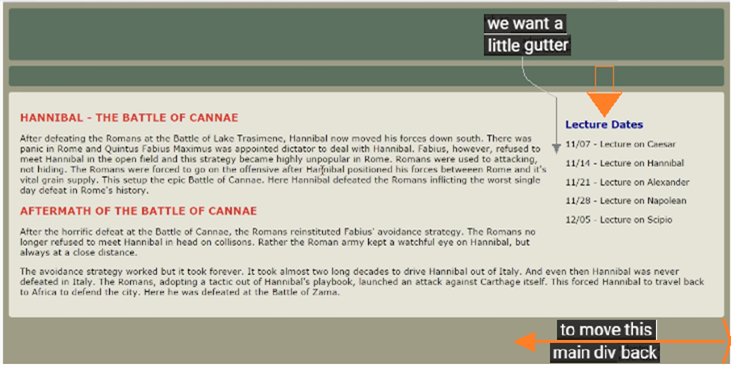 we want a
little gutter
HANNIBAL - THE BATTLE OF CANNAE
After defeating the Romans at the Battle of Lake Trasimene, Hannibal now moved his forces down south. There was
panic in Rome and Quintus Fabius Maximus was appointed dictator to deal with Hannibal. Fabius, however, refused to
meet Hannibal in the open field and this strategy became highly unpopular in Rome. Romans were used to attacking,
not hiding. The Romans were forced to go on the offensive after Hannibal positioned his forces betweeen Rome and it's
vital grain supply. This setup the epic Battle of Cannae. Here Hannibal defeated the Romans inflicting the worst single
day defeat in Rome's history.
AFTERMATH OF THE BATTLE OF CANNAE
After the horrific defeat at the Battle of Cannae, the Romans reinstituted Fabius' avoidance strategy. The Romans no
longer refused to meet Hannibal in head on collisons. Rather the Roman army kept a watchful eye on Hannibal, but
always at a close distance.
The avoidance strategy worked but it took forever. It took almost two long decades to drive Hannibal out of Italy. And even then Hannibal was never
defeated in Italy. The Romans, adopting a tactic out of Hannibal's playbook, launched an attack against Carthage itself. This forced Hannibal to travel back
to Africa to defend the city. Here he was defeated at the Battle of Zama.
Lecture Dates
11/07 - Lecture on Caesar
11/14 - Lecture on Hannibal
11/21 - Lecture on Alexander
11/28 - Lecture on Napolean
12/05 - Lecture on Scipio
to move this
main div back